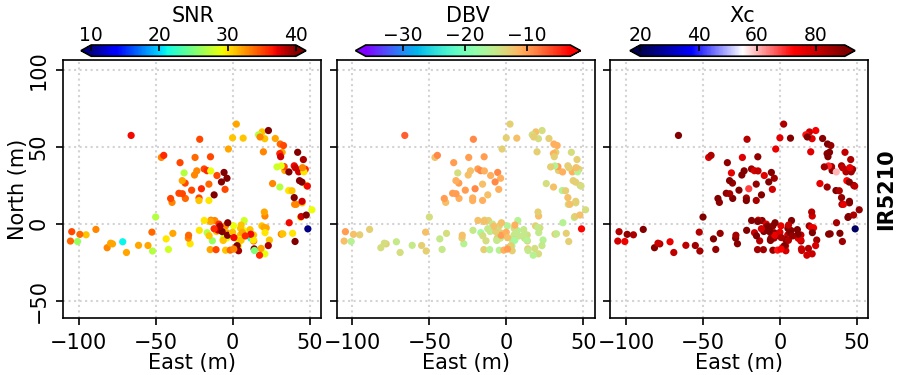 SNR DBV Xc
10 20 30 40 −30 −20 −10 20 40 60 80
100
50
0
−50
North (m)
IR5210
−100 −50 0 50 −100 −50 0 50 −100 −50 0 50
East (m) East (m) East (m)